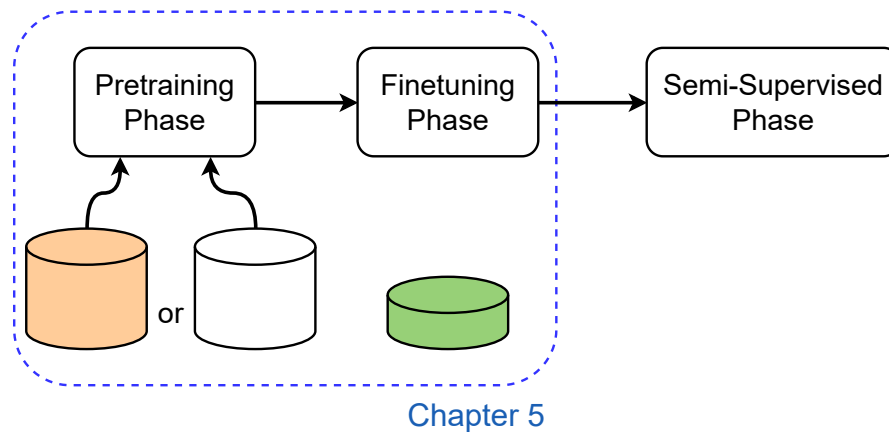 Pretraining
Phase
Finetuning
Phase
Semi-Supervised
Phase
or
Chapter 5